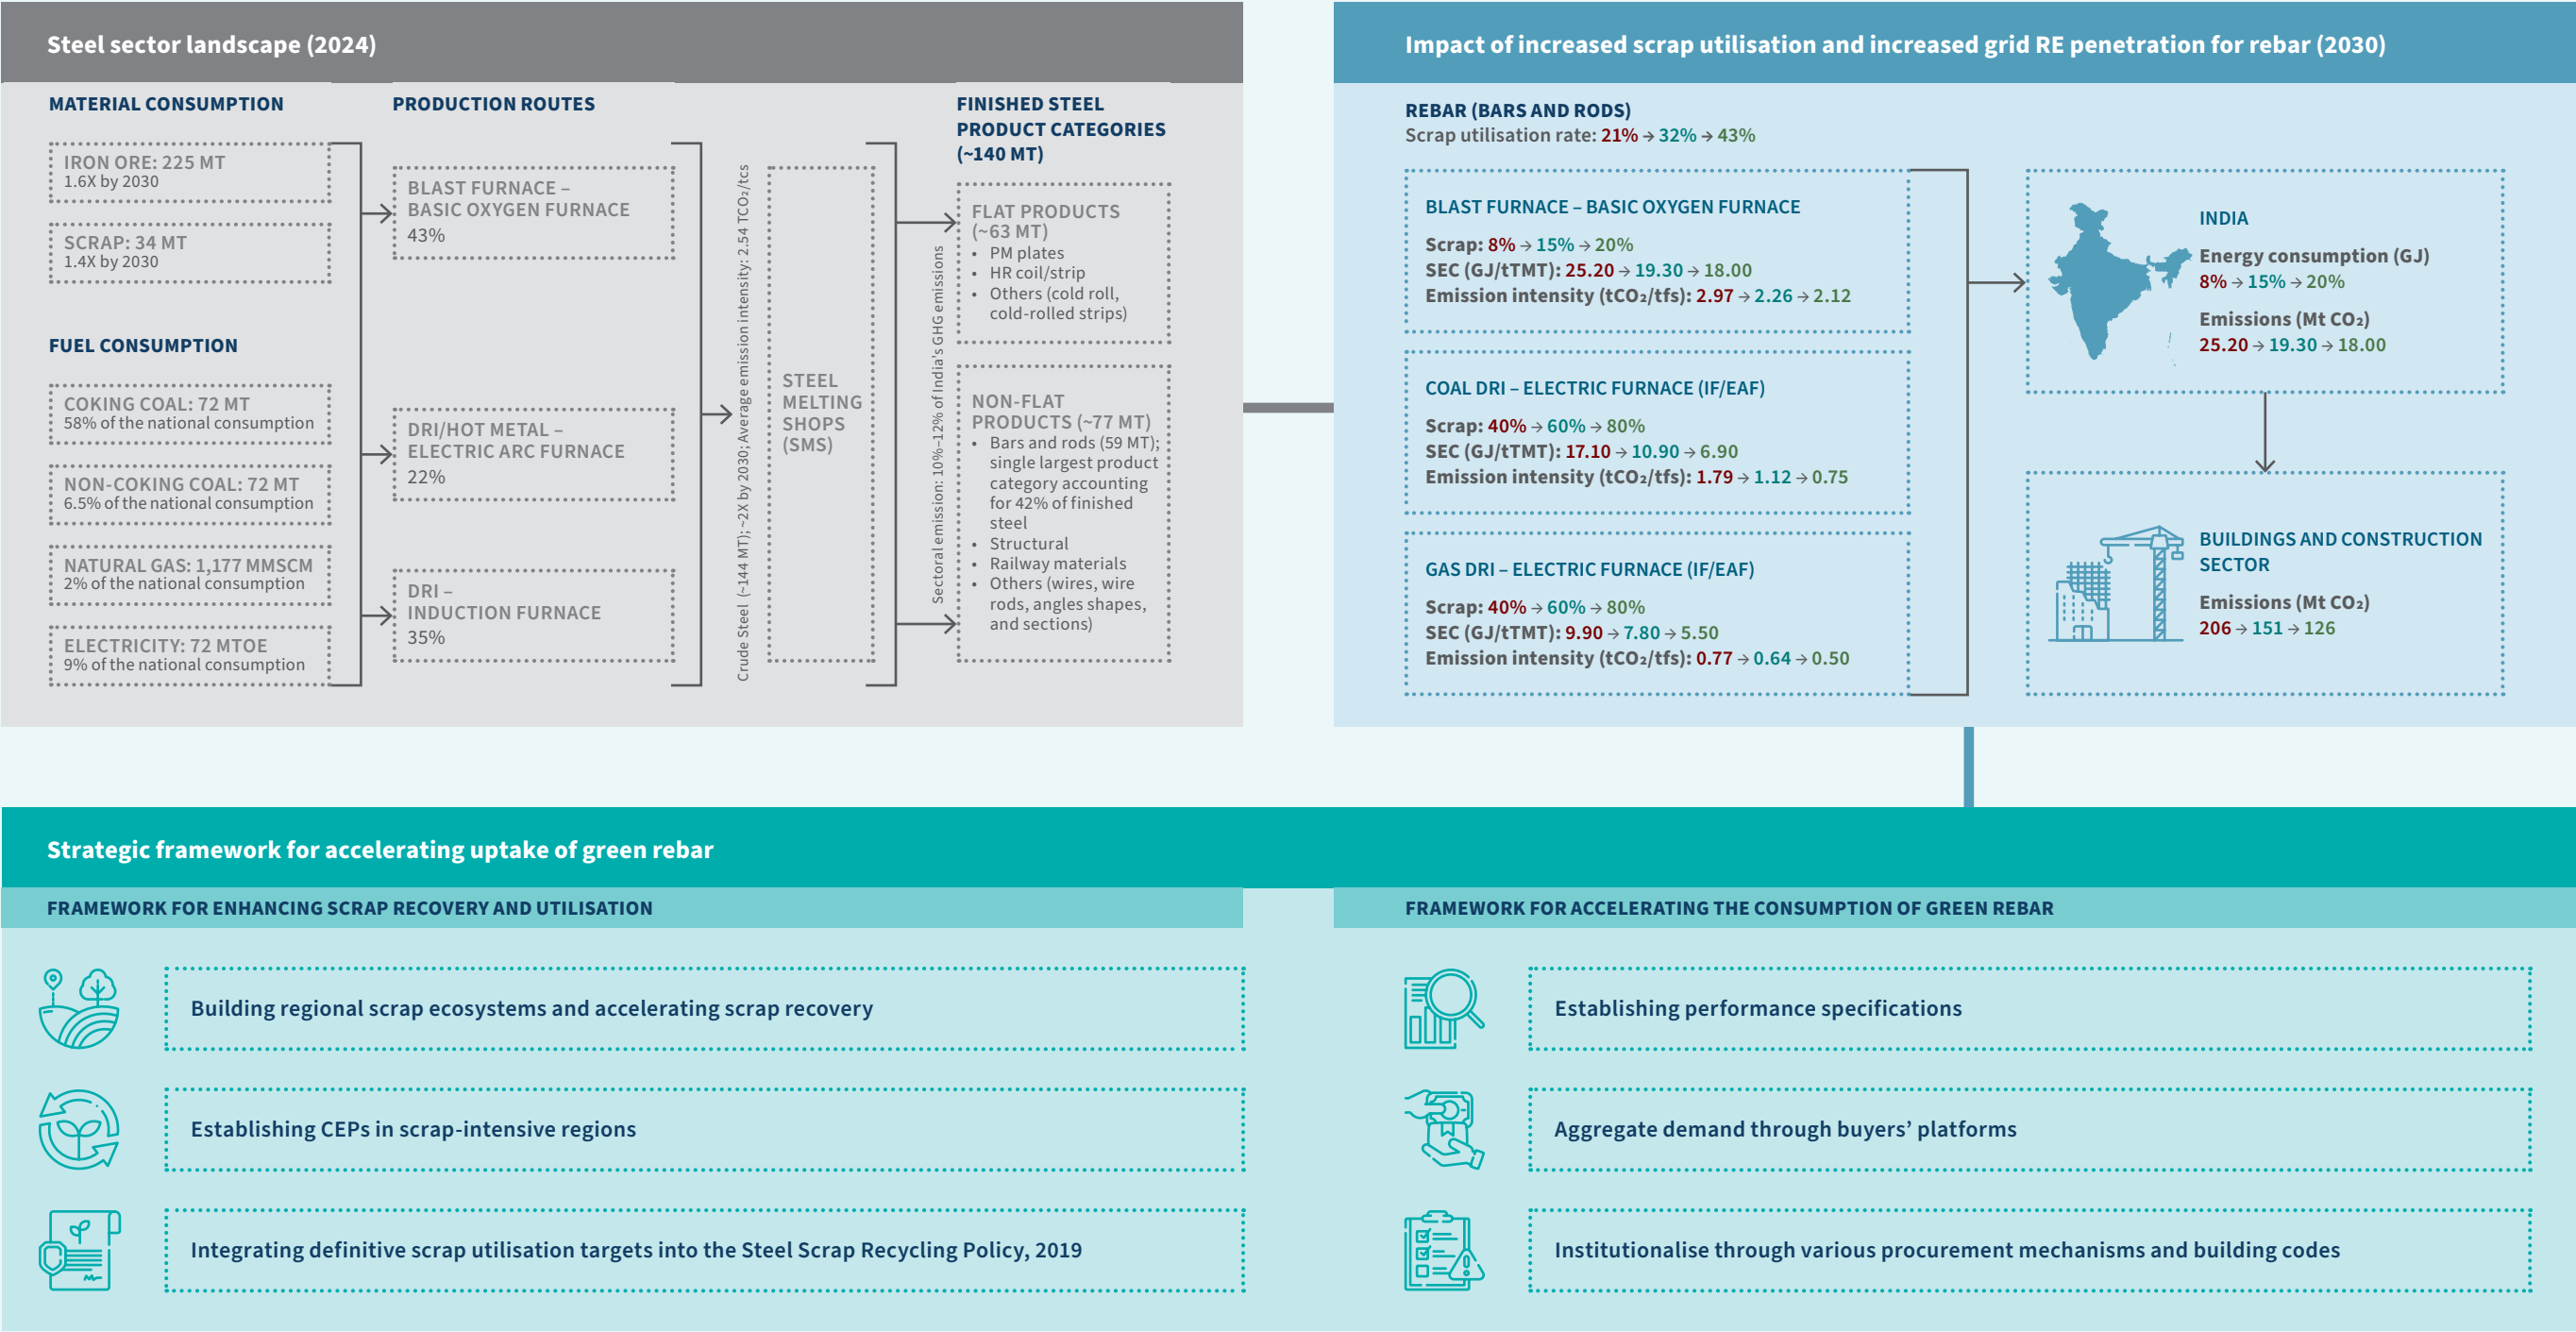 Steel sector landscape (2024)
MATERIAL CONSUMPTION
IRON ORE: 225 MT
1.6X by 2030
SCRAP: 34 MT
1.4X by 2030
FUEL CONSUMPTION
COKING COAL: 72 MT
58% of the national consumption
NON-COKING COAL: 72 MT
6.5% of the national consumption
NATURAL GAS: 1,177 MMSCM
2% of the national consumption
ELECTRICITY: 72 MTOE
9% of the national consumption
PRODUCTION ROUTES
BLAST FURNACE –
BASIC OXYGEN FURNACE
43%
DRI/HOT METAL –
ELECTRIC ARC FURNACE
22%
DRI –
INDUCTION FURNACE
35%
Crude Steel (~144 MT); ~2X by 2030; Average emission intensity: 2.54 TCO₂/tcs
STEEL
MELTING
SHOPS
(SMS)
Sectoral emission: 10%–12% of India's GHG emissions
FINISHED STEEL
PRODUCT CATEGORIES
(~140 MT)
FLAT PRODUCTS
(~63 MT)
• PM plates
• HR coil/strip
• Others (cold roll,
cold-rolled strips)
NON-FLAT
PRODUCTS (~77 MT)
• Bars and rods (59 MT);
single largest product
category accounting
for 42% of finished
steel
• Structural
• Railway materials
• Others (wires, wire
rods, angles shapes,
and sections)
Impact of increased scrap utilisation and increased grid RE penetration for rebar (2030)
REBAR (BARS AND RODS)
Scrap utilisation rate: 21% → 32% → 43%
BLAST FURNACE – BASIC OXYGEN FURNACE
Scrap: 8% → 15% → 20%
SEC (GJ/tTMT): 25.20 → 19.30 → 18.00
Emission intensity (tCO₂/tfs): 2.97 → 2.26 → 2.12
COAL DRI – ELECTRIC FURNACE (IF/EAF)
Scrap: 40% → 60% → 80%
SEC (GJ/tTMT): 17.10 → 10.90 → 6.90
Emission intensity (tCO₂/tfs): 1.79 → 1.12 → 0.75
GAS DRI – ELECTRIC FURNACE (IF/EAF)
Scrap: 40% → 60% → 80%
SEC (GJ/tTMT): 9.90 → 7.80 → 5.50
Emission intensity (tCO₂/tfs): 0.77 → 0.64 → 0.50
INDIA
Energy consumption (GJ)
8% → 15% → 20%
Emissions (Mt CO₂)
25.20 → 19.30 → 18.00
BUILDINGS AND CONSTRUCTION
SECTOR
Emissions (Mt CO₂)
206 → 151 → 126
Strategic framework for accelerating uptake of green rebar
FRAMEWORK FOR ENHANCING SCRAP RECOVERY AND UTILISATION
Building regional scrap ecosystems and accelerating scrap recovery
Establishing CEPs in scrap-intensive regions
Integrating definitive scrap utilisation targets into the Steel Scrap Recycling Policy, 2019
FRAMEWORK FOR ACCELERATING THE CONSUMPTION OF GREEN REBAR
Establishing performance specifications
Aggregate demand through buyers' platforms
Institutionalise through various procurement mechanisms and building codes